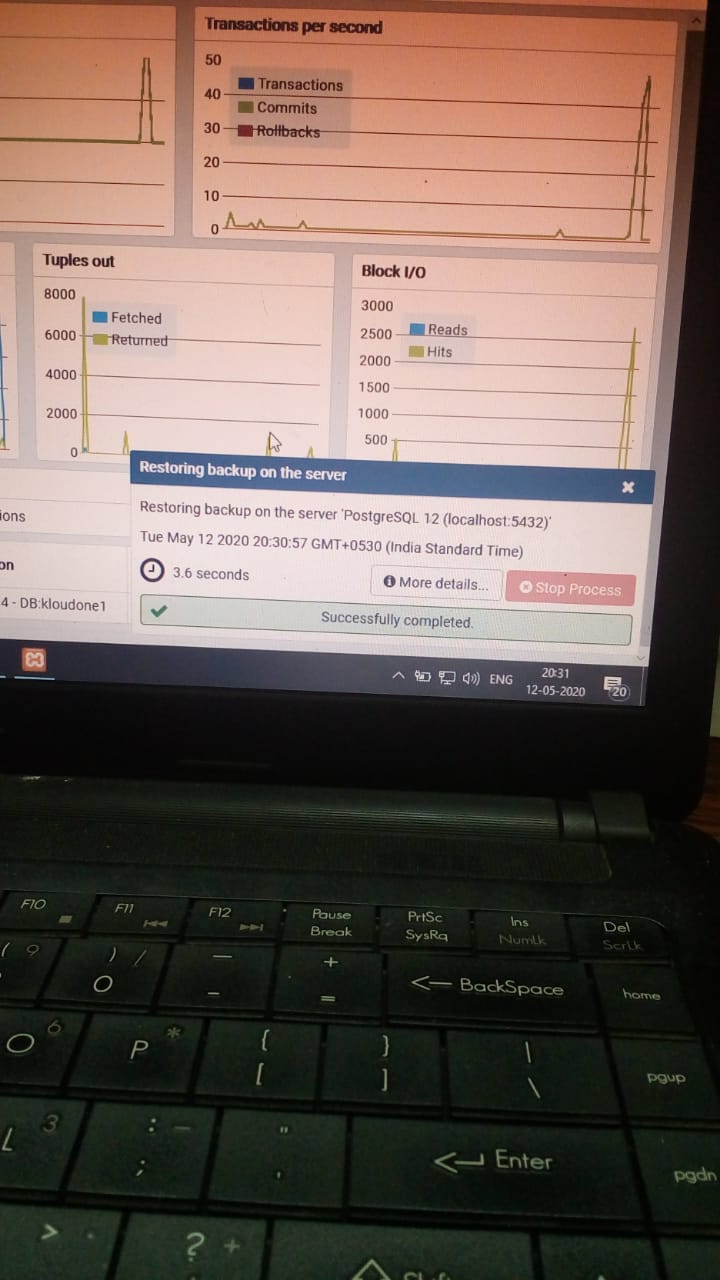 Transactions per second
50
40
30
20
10
0
Transactions
Commits
Rollbacks
Tuples out
8000
6000
4000
2000
0
Fetched
Returned
Block I/O
3000
2500
2000
1500
1000
500
Reads
Hits
ions
on
4 - DB:kloudone1
Restoring backup on the server
Restoring backup on the server 'PostgreSQL 12 (localhost:5432)'
Tue May 12 2020 20:30:57 GMT+0530 (India Standard Time)
3.6 seconds
More details...
Stop Process
Successfully completed.
ENG
20:31
12-05-2020
20
F10
F11
F12
Pause
Break
PrtSc
SysRq
Ins
NumLk
Del
ScrLk
( 9
) /
0
—
_
+
=
<— BackSpace
home
O 6
P *
{
[
}
]
|
\
pgup
L 3
: –
;
"
'
Enter
pgdn
> .
? +